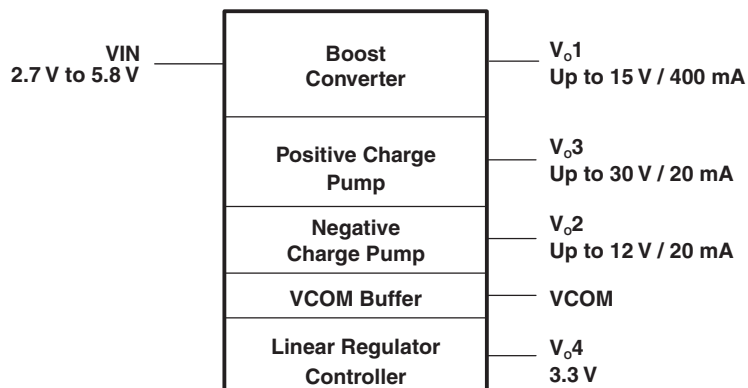 VIN
2.7 V to 5.8 V
Boost
Converter
Vo1
Up to 15 V / 400 mA
Positive Charge
Pump
Vo3
Up to 30 V / 20 mA
Negative
Charge Pump
Vo2
Up to 12 V / 20 mA
VCOM Buffer
VCOM
Linear Regulator
Controller
Vo4
3.3 V